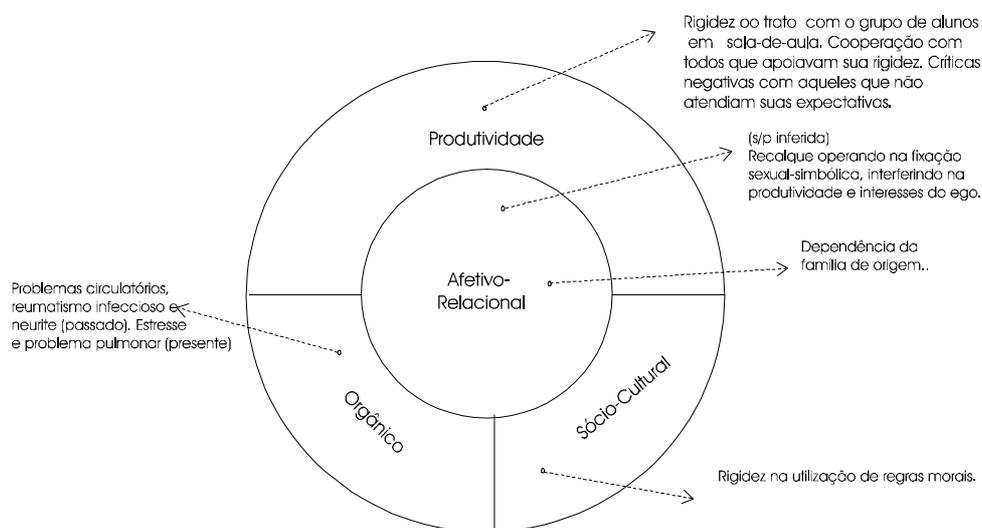 Rigidez oo trato com o grupo de alunos
em sala-de-aula. Cooperação com
todos que apoiavam sua rigidez. Críticas
negativas com aqueles que não
atendiam suas expectativas.
Produtividade
(s/p inferida)
Recalque operando na fixação
sexual-simbólica, interferindo na
produtividade e interesses do ego.
Dependência da
família de origem..
Afetivo-
Relacional
Problemas circulatórios,
reumatismo infeccioso e
neurite (passado). Estresse
e problema pulmonar (presente)
Orgânico
Sócio-Cultural
Rigidez na utilização de regras morais.